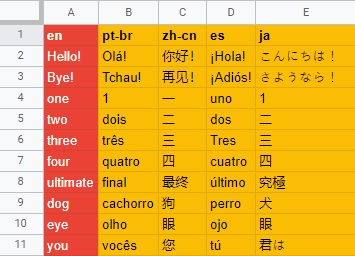 A B C D E
1 en pt-br zh-cn es ja
2 Hello! Olá! 你好! ¡Hola! こんにちは！
3 Bye! Tchau! 再见! ¡Adiós! さようなら！
4 one 1 一 uno 1
5 two dois 二 dos 二
6 three três 三 Tres 三
7 four quatro 四 cuatro 四
8 ultimate final 最终 último 究極
9 dog cachorro 狗 perro 犬
10 eye olho 眼 ojo 眼
11 you vocês 您 tú 君は